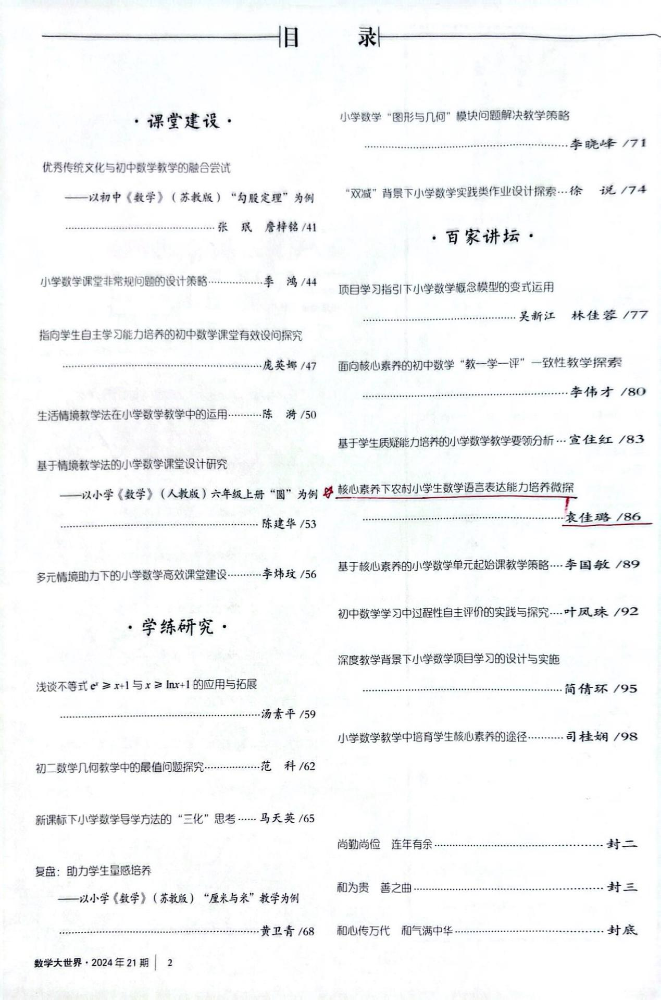 目 录
·课堂建设·
优秀传统文化与初中数学教学的融合尝试
——以初中《数学》（苏教版）“勾股定理”为例
张 珉 詹梓铭 /41
小学数学课堂非常规问题的设计策略………………季 鸿 /44
指向学生自主学习能力培养的初中数学课堂有效设问探究
庞英娜 /47
生活情境教学法在小学数学教学中的运用………陈 漪 /50
基于情境教学法的小学数学课堂设计研究
——以小学《数学》（人教版）六年级上册“圆”为例
陈建华 /53
多元情境助力下的小学数学高效课堂建设………李炜玟 /56
·学练研究·
浅谈不等式 eˣ ⩾ x+1 与 x ⩾ lnx+1 的应用与拓展
汤素平 /59
初二数学几何教学中的最值问题探究………………范 科 /62
新课标下小学数学导学方法的“三化”思考……马天英 /65
复盘：助力学生量感培养
——以小学《数学》（苏教版）“厘米与米”教学为例
黄卫青 /68
小学数学“图形与几何”模块问题解决教学策略
李晓峰 /71
“双减”背景下小学数学实践类作业设计探索…徐 说 /74
·百家讲坛·
项目学习指引下小学数学概念模型的变式运用
吴新江 林佳蓉 /77
面向核心素养的初中数学“教—学—评”一致性教学探索
李伟才 /80
基于学生质疑能力培养的小学数学教学要领分析…宣住红 /83
核心素养下农村小学生数学语言表达能力培养微探
袁佳璐 /86
基于核心素养的小学数学单元起始课教学策略…李国敏 /89
初中数学学习中过程性自主评价的实践与探究…叶凤珠 /92
深度教学背景下小学数学项目学习的设计与实施
简倩环 /95
小学数学教学中培育学生核心素养的途径………司桂娴 /98
尚勤尚俭 连年有余………………封二
和为贵 善之曲………………封三
和心传万代 和气满中华………………封底
数学大世界·2024年21期 | 2